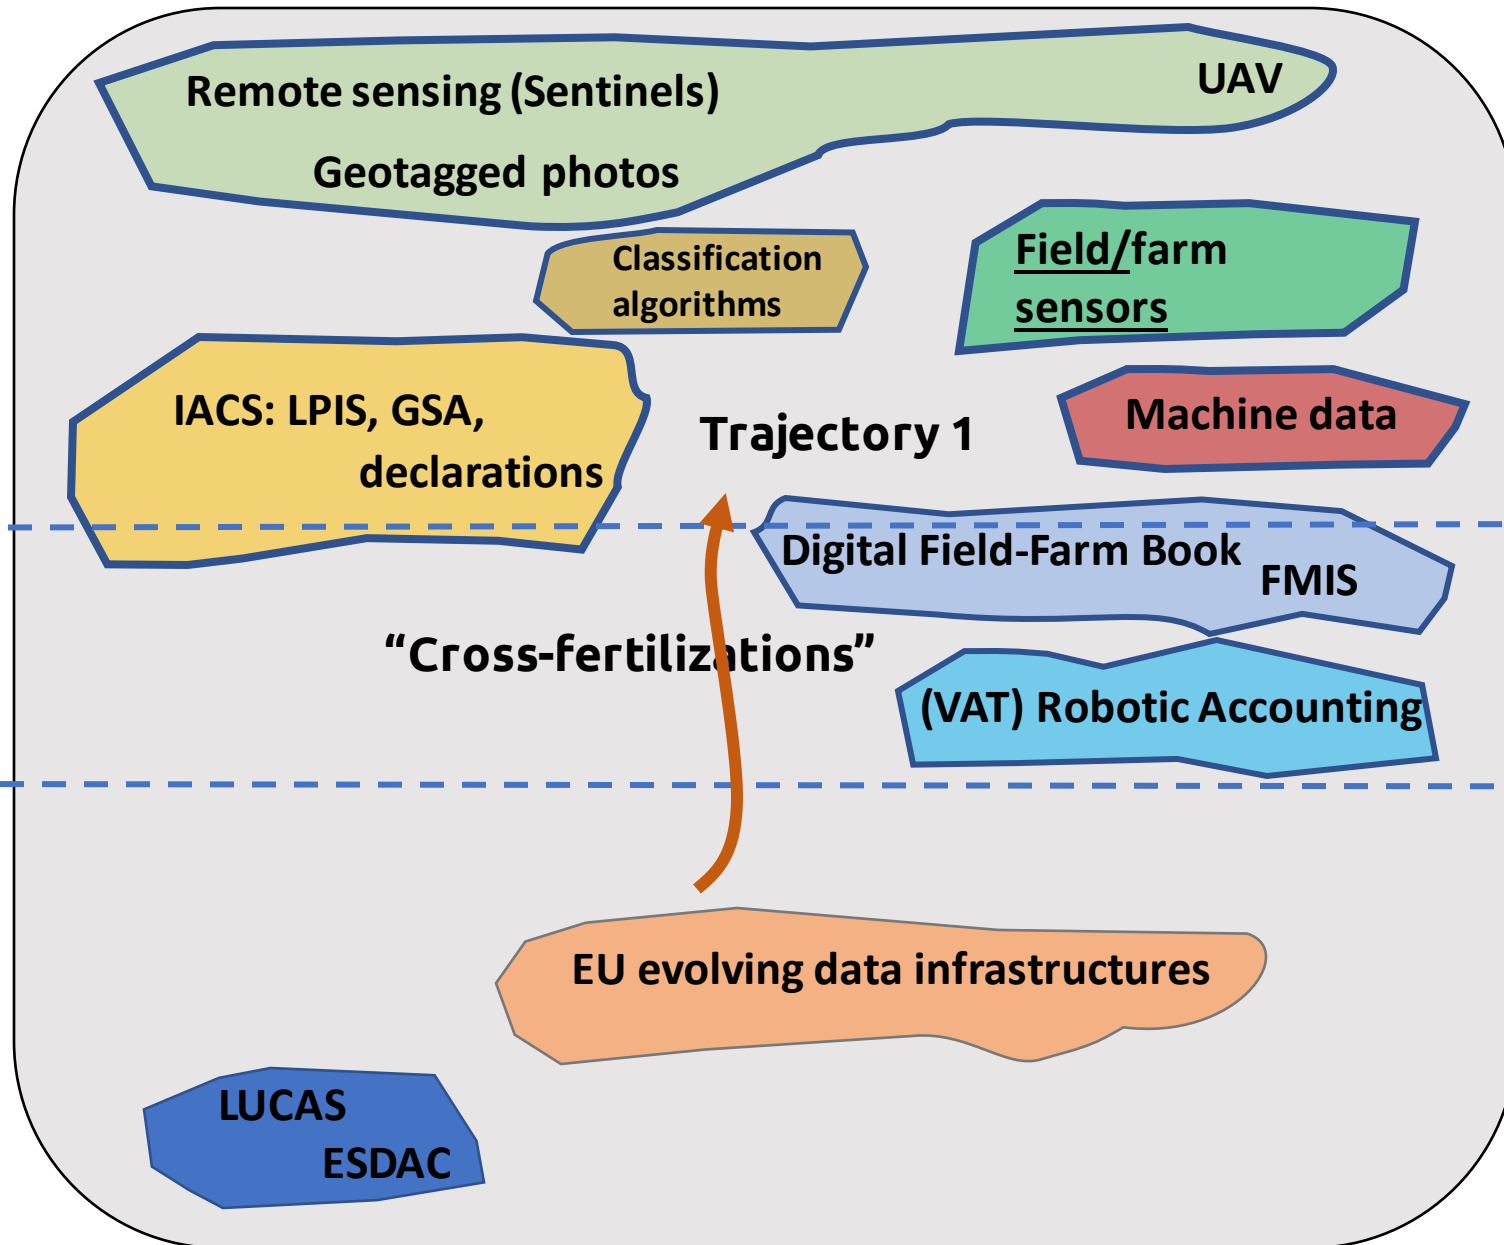 Remote sensing (Sentinels)
UAV
Geotagged photos
Classification
algorithms
Field/farm
sensors
IACS: LPIS, GSA,
declarations
Trajectory 1
Machine data
Digital Field-Farm Book
FMIS
“Cross-fertilizations”
(VAT) Robotic Accounting
EU evolving data infrastructures
LUCAS
ESDAC